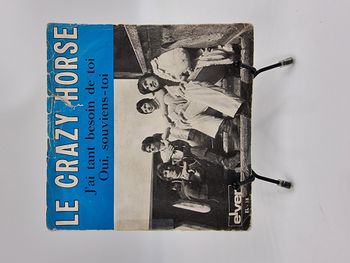 LE CRAZY HORSE
J'ai tant besoin de toi
Oui, souviens-toi
elver